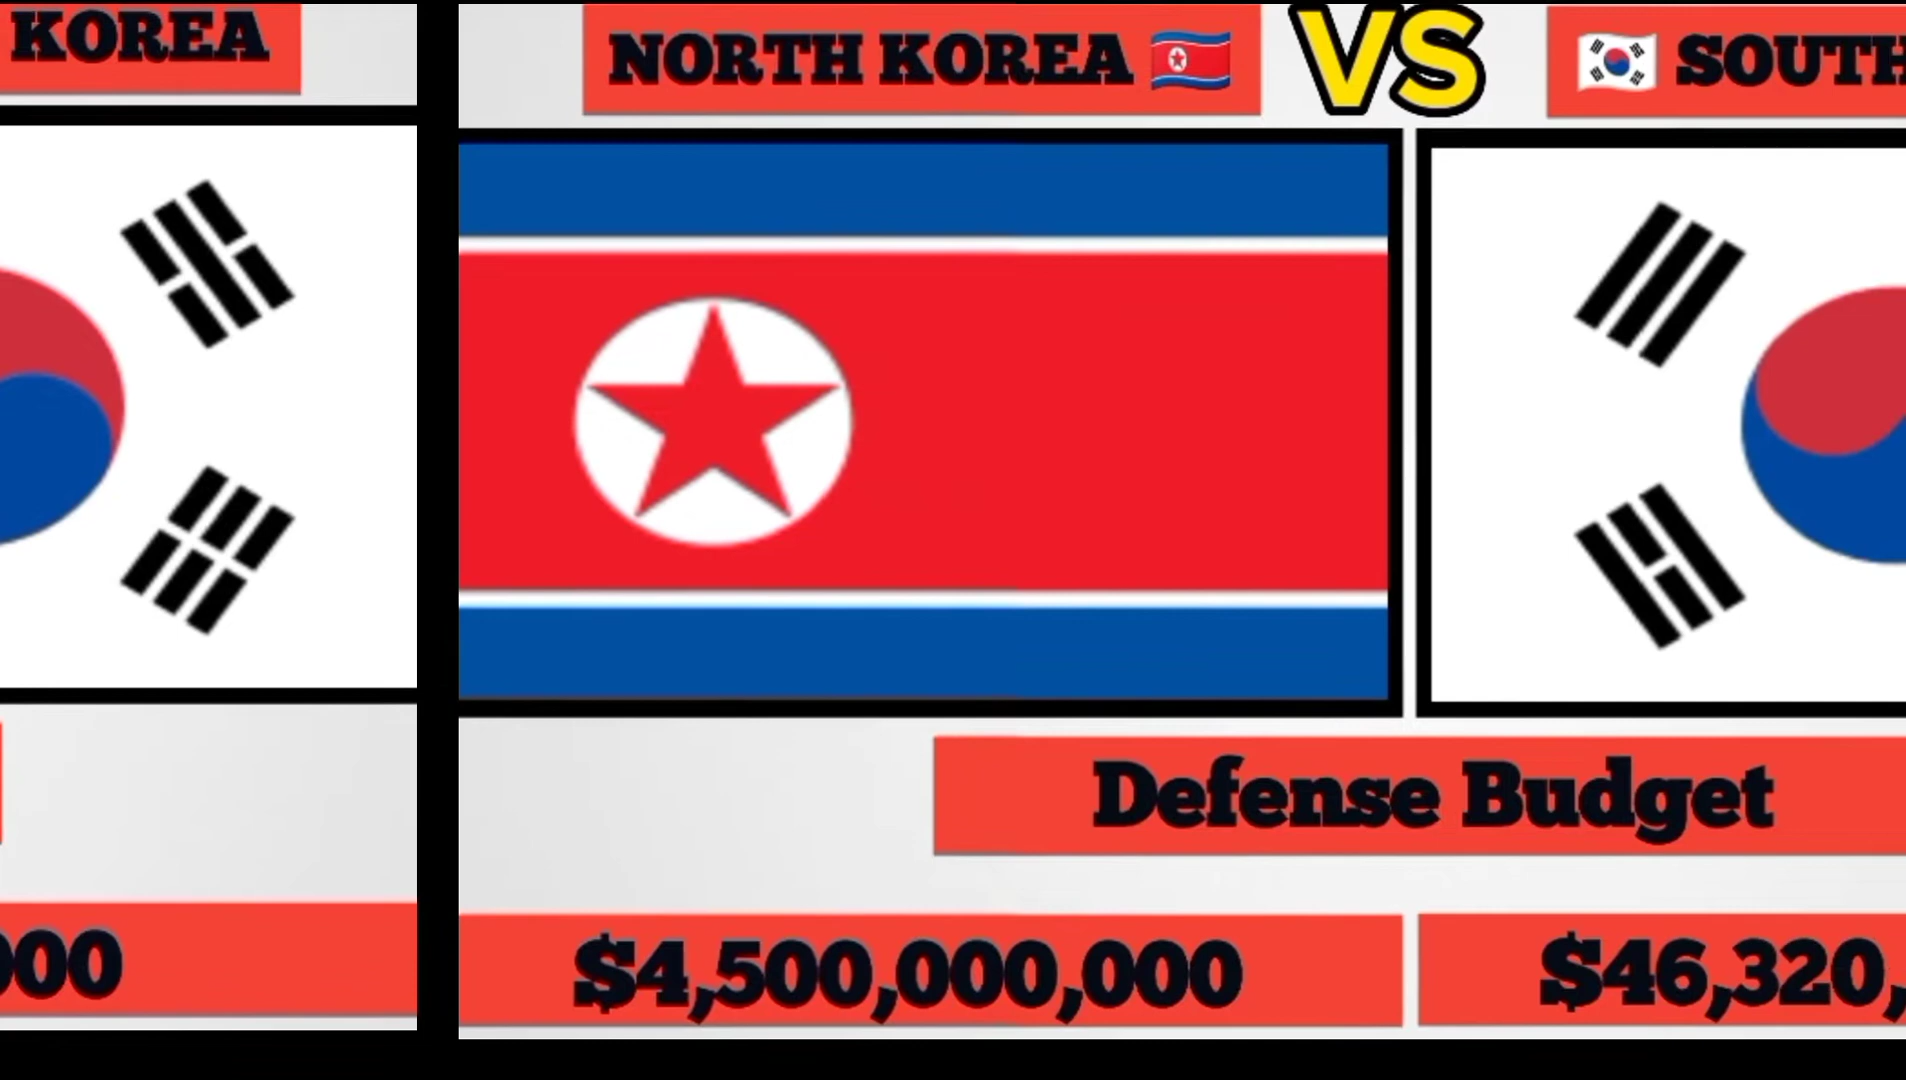 KOREA
000
NORTH KOREA
VS
SOUTH
Defense Budget
$4,500,000,000
$46,320,